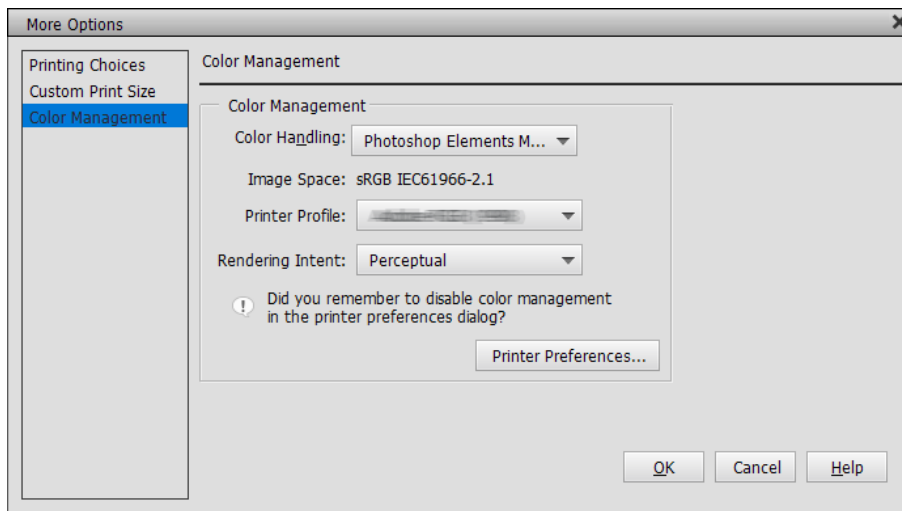 More Options
Printing Choices
Custom Print Size
Color Management
Color Management
Color Management
Color Handling: Photoshop Elements M...
Image Space: sRGB IEC61966-2.1
Printer Profile:
Rendering Intent: Perceptual
Did you remember to disable color management
in the printer preferences dialog?
Printer Preferences...
OK Cancel Help